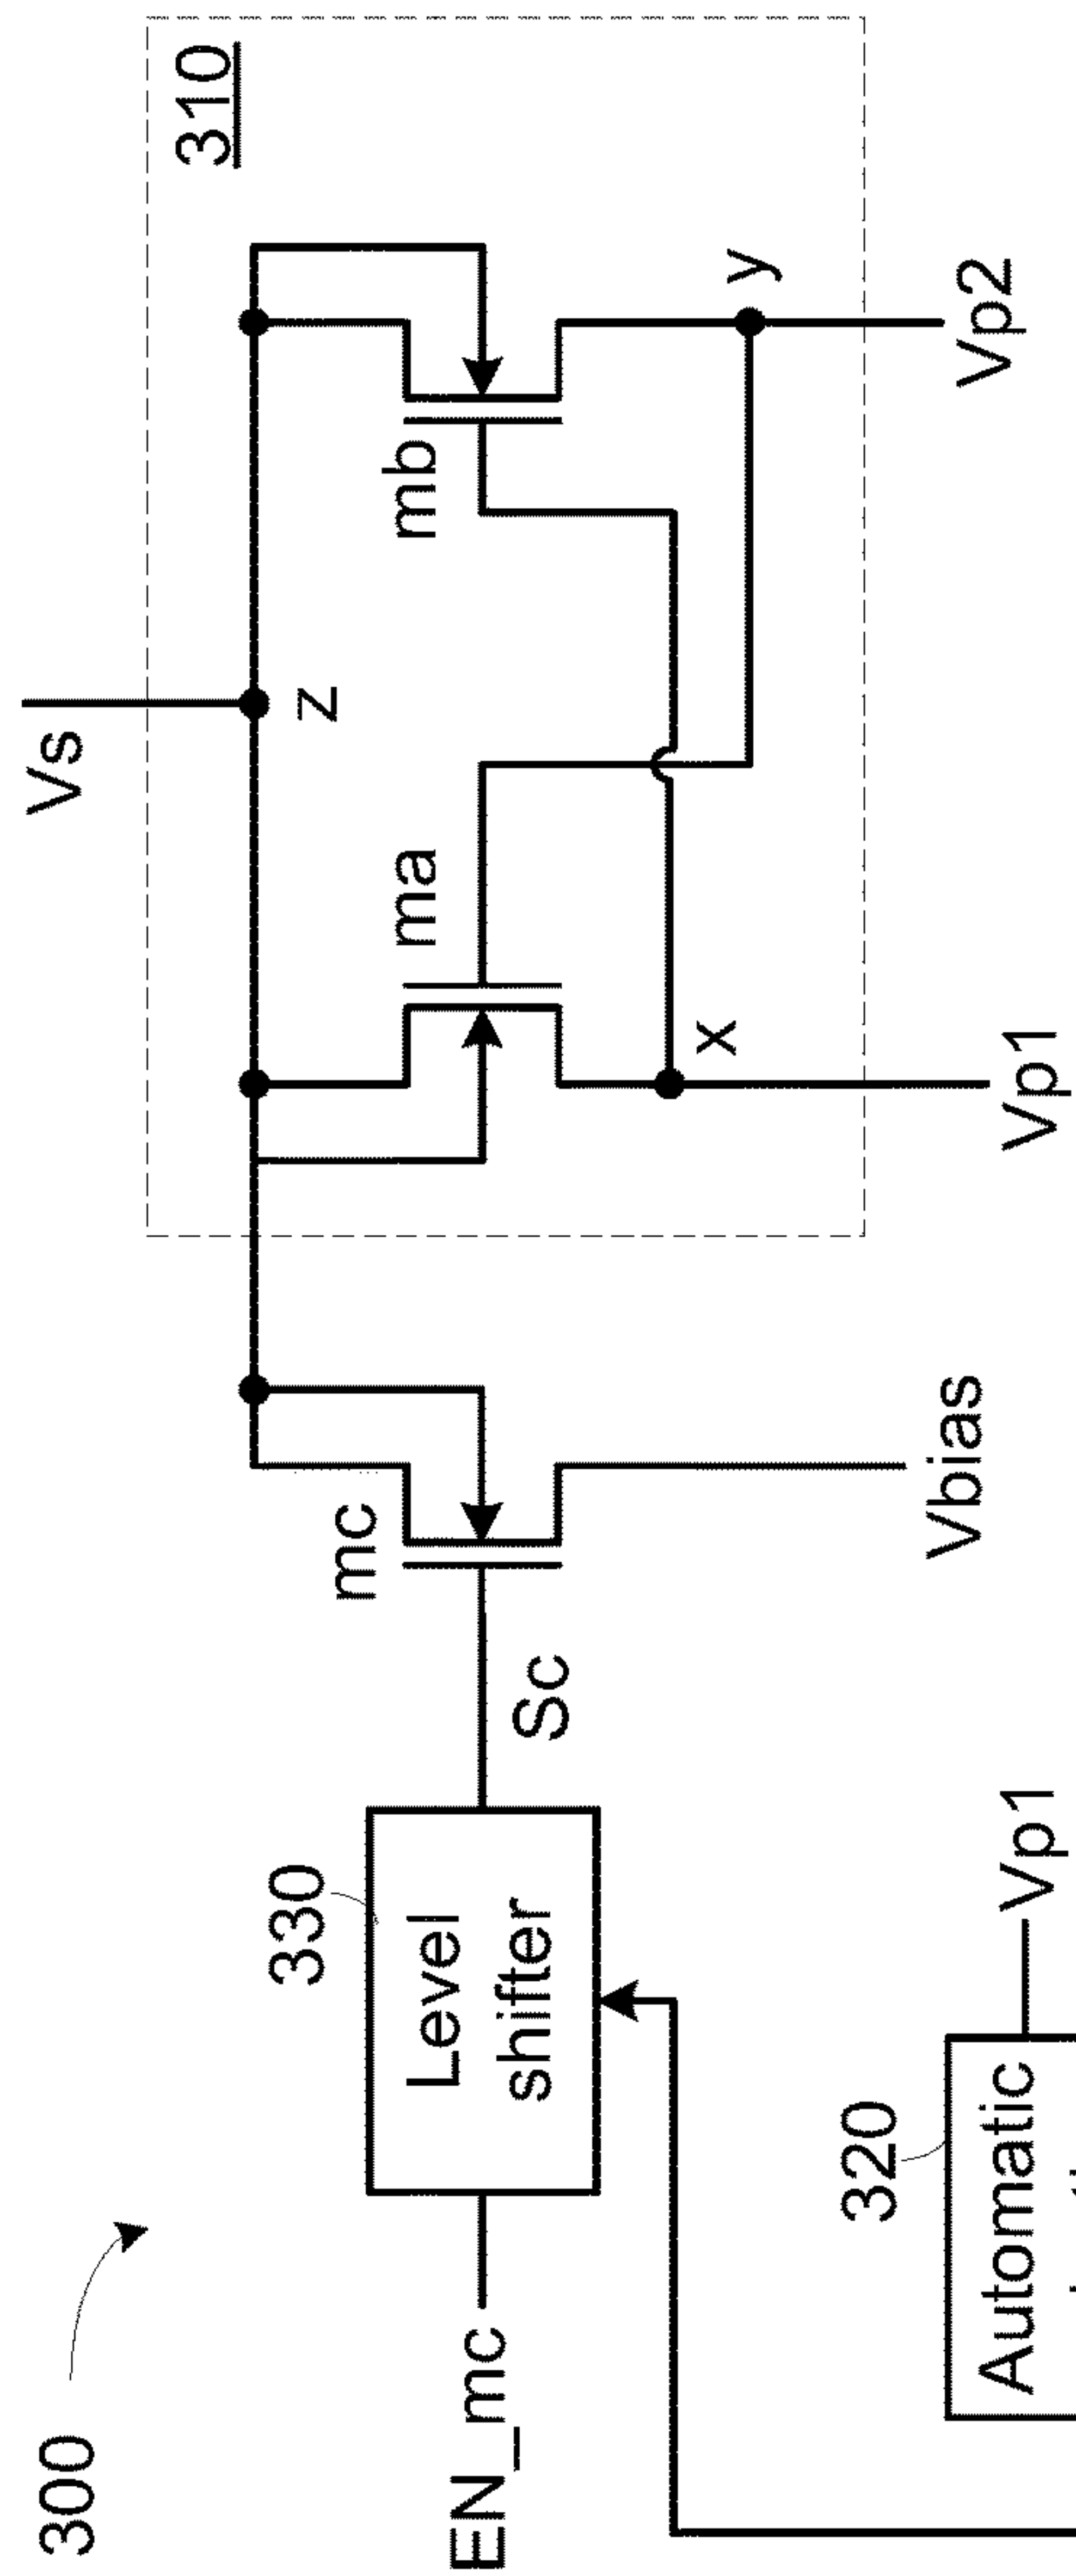 300
Vs
310
z
ma
mb
mc
x
y
330
Level
shifter
EN_mc
Sc
Vbias
Vp1
Vp2
320
Automatic
Vp1